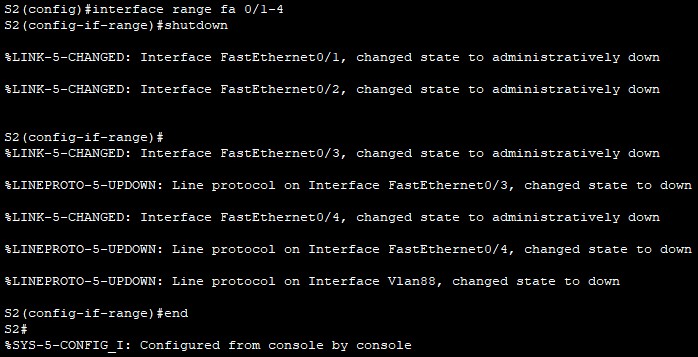 S2(config)#interface range fa 0/1-4
S2(config-if-range)#shutdown
%LINK-5-CHANGED: Interface FastEthernet0/1, changed state to administratively down
%LINK-5-CHANGED: Interface FastEthernet0/2, changed state to administratively down
S2(config-if-range)#
%LINK-5-CHANGED: Interface FastEthernet0/3, changed state to administratively down
%LINEPROTO-5-UPDOWN: Line protocol on Interface FastEthernet0/3, changed state to down
%LINK-5-CHANGED: Interface FastEthernet0/4, changed state to administratively down
%LINEPROTO-5-UPDOWN: Line protocol on Interface FastEthernet0/4, changed state to down
%LINEPROTO-5-UPDOWN: Line protocol on Interface Vlan88, changed state to down
S2(config-if-range)#end
S2#
%SYS-5-CONFIG_I: Configured from console by console